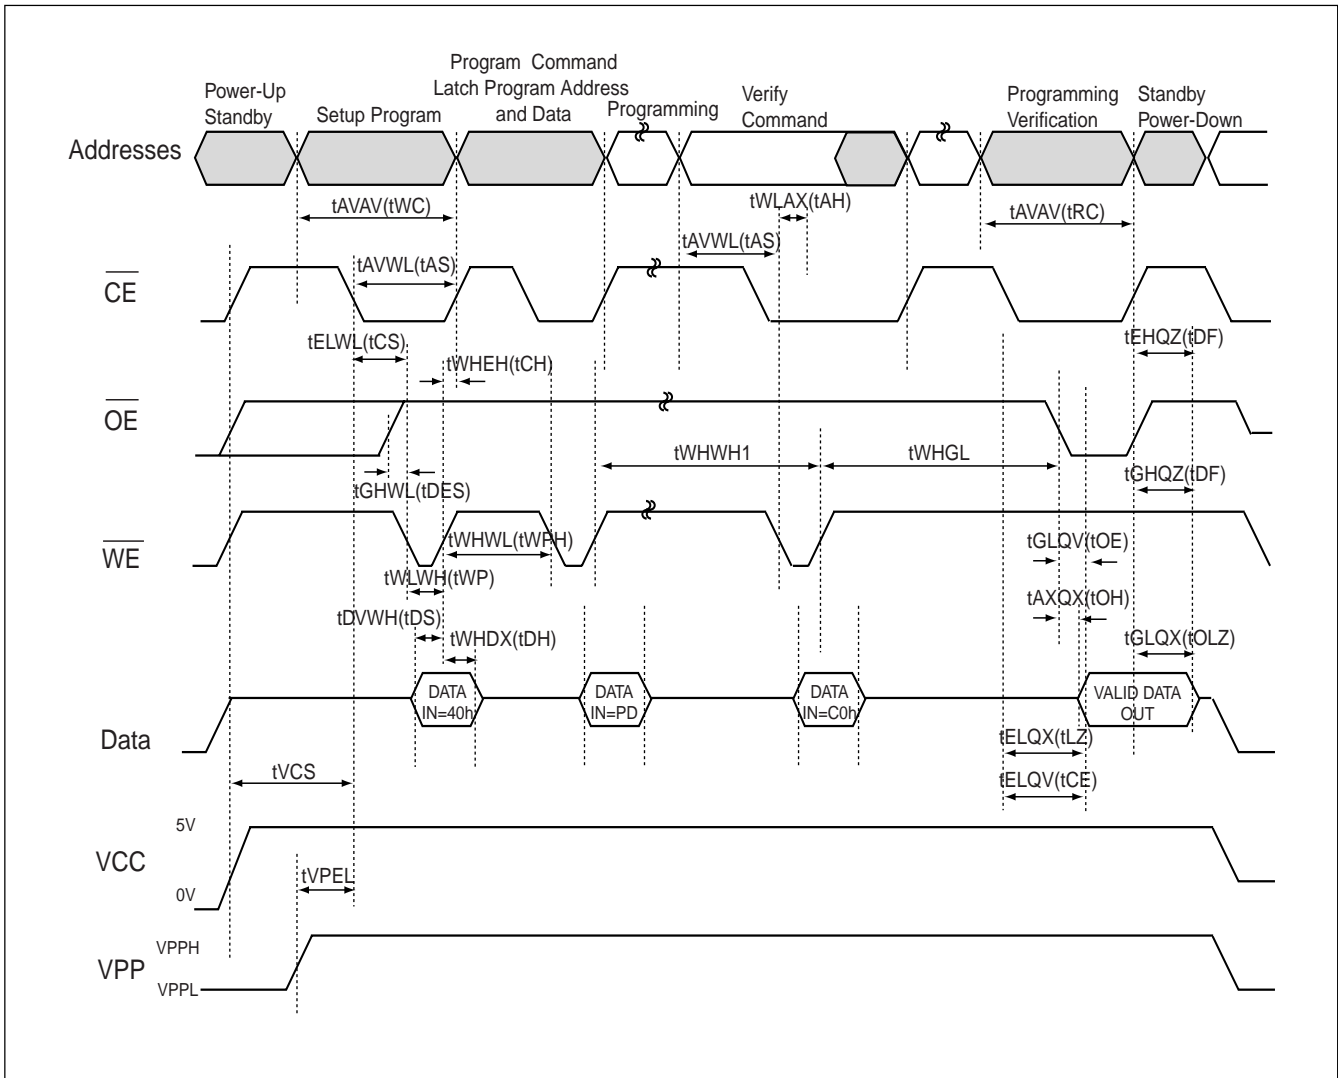 Power-Up
Standby
Setup Program
Program Command
Latch Program Address
and Data
Programming
Verify
Command
Programming
Verification
Standby
Power-Down
Addresses
tAVAV(tWC)
tWLAX(tAH)
tAVAV(tRC)
tAVWL(tAS)
tAVWL(tAS)
CE
tELWL(tCS)
tWHEH(tCH)
tEHQZ(tDF)
OE
tWHWH1
tWHGL
tGHWL(tDES)
tGHQZ(tDF)
WE
tWHWL(tWPH)
tGLQV(tOE)
tWLWH(tWP)
tAXQX(tOH)
tDVWH(tDS)
tWHDX(tDH)
tGLQX(tOLZ)
DATA
IN=40h
DATA
IN=PD
DATA
IN=C0h
VALID DATA
OUT
Data
tELQX(tLZ)
tVCS
tELQV(tCE)
5V
VCC
0V
tVPEL
VPPH
VPP
VPPL